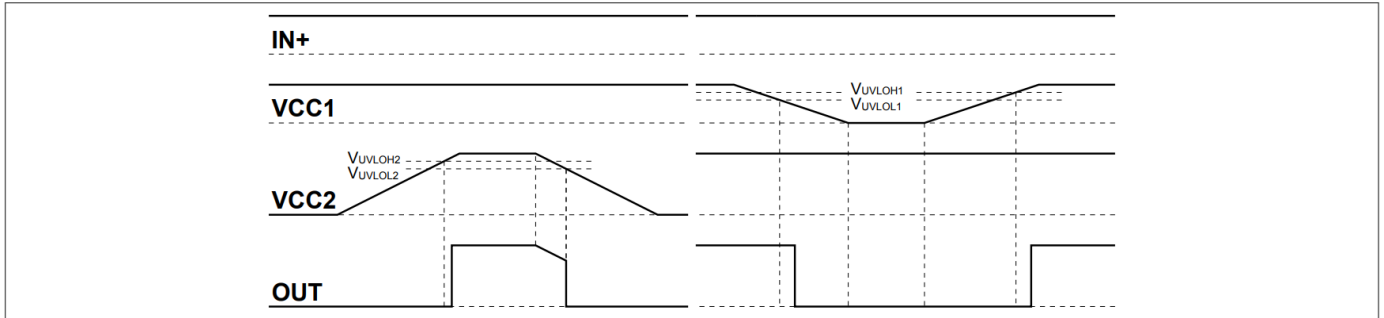 IN+
VCC1
VUVLOH1
VUVLOL1
VUVLOH2
VUVLOL2
VCC2
OUT